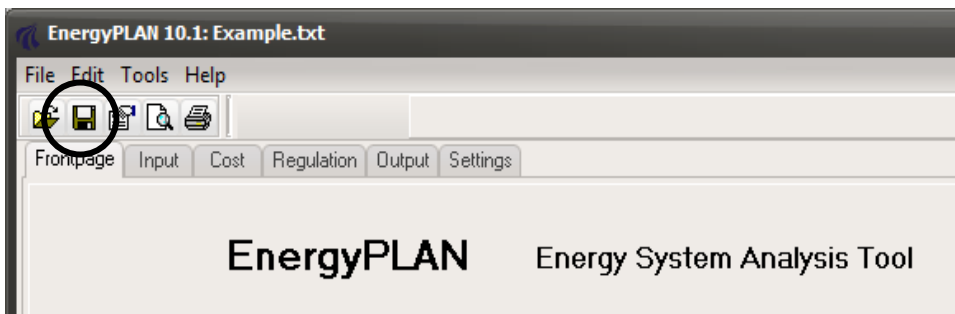 EnergyPLAN 10.1: Example.txt
File Edit Tools Help
Frontpage Input Cost Regulation Output Settings
EnergyPLAN Energy System Analysis Tool